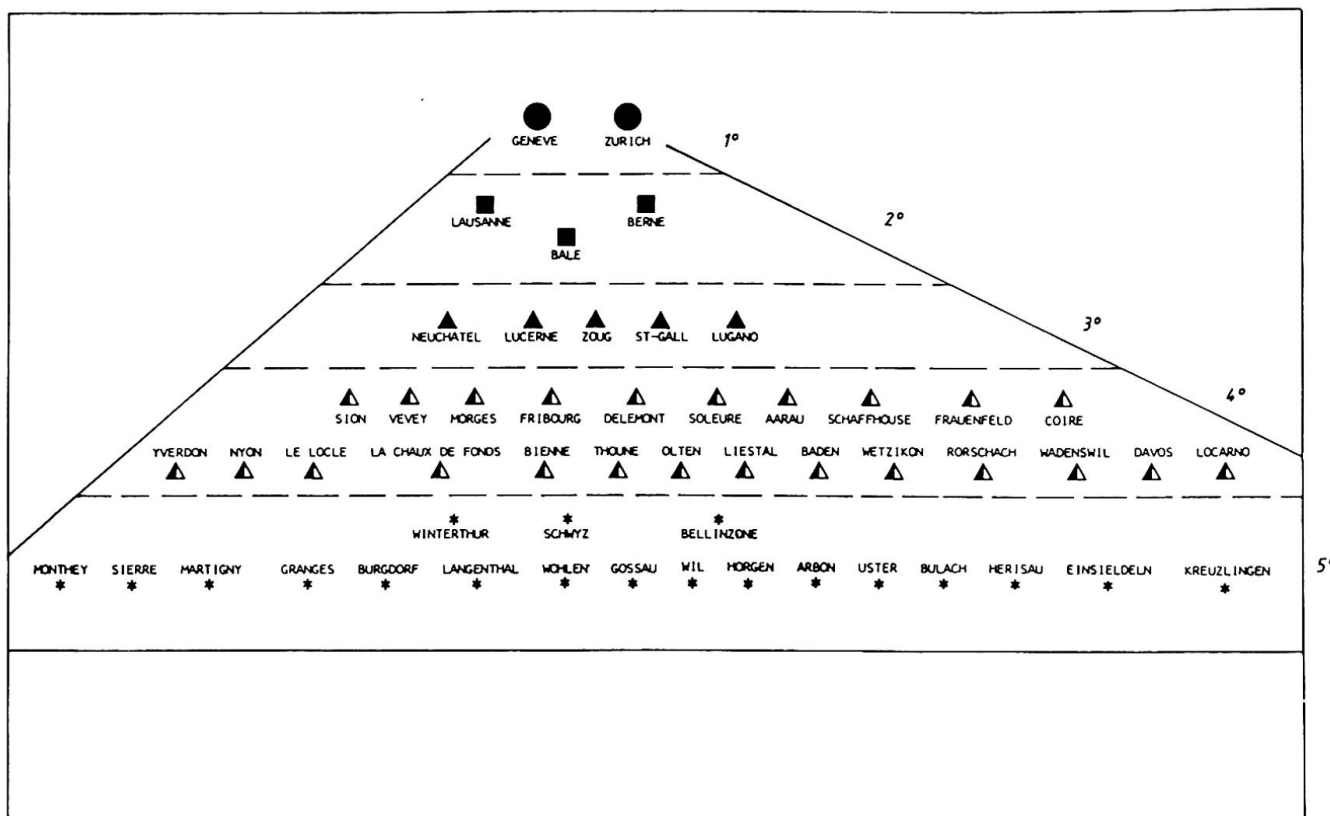 GENEVE ZURICH 1°
LAUSANNE BERNE 2°
BALE
NEUCHATEL LUCERNE ZOUG ST-GALL LUGANO 3°
SION VEVEY MORGES FRIBOURG DELEMONT SOLEURE AARAU SCHAFFHOUSE FRAUENFELD COIRE 4°
YVERDON NYON LE LOCLE LA CHAUX DE FONDS BIENNE THOUNE OLTEN LIESTAL BADEN WETZIKON RORSCHACH WADENSWIL DAVOS LOCARNO
WINTERTHUR SCHWYZ BELLINZONE
MONTHEY SIERRE MARTIGNY GRANGES BURGDORF LANGENTHAL WOHLEN GOSSAU WIL HORGEN ARBON USTER BULACH HERISAU EINSIELDELN KREUZLINGEN 5°